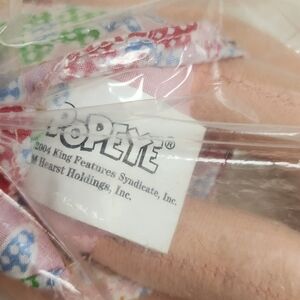 POPEYE®
2004 King Features Syndicate, Inc.
M Hearst Holdings, Inc.